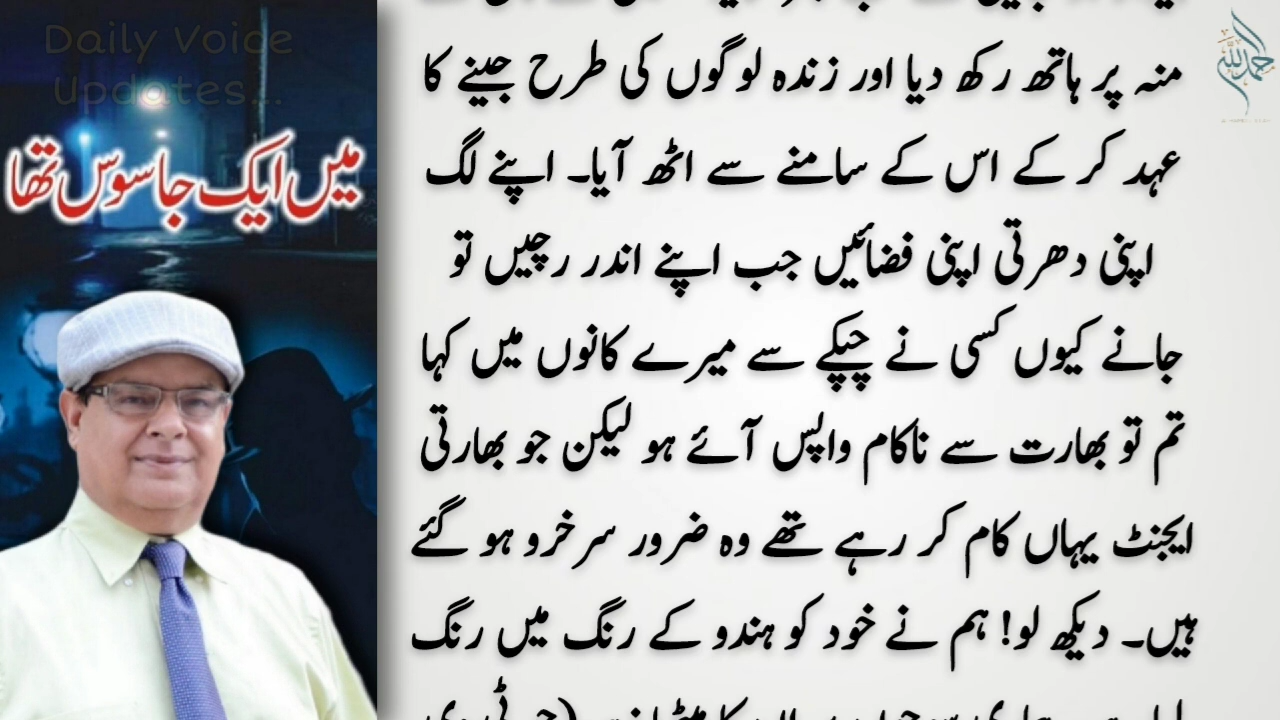 Daily Voice
Updates...
میں ایک جاسوس تھا
منہ پر ہاتھ رکھ دیا اور زندہ لوگوں کی طرح جینے کا
عہد کر کے اس کے سامنے سے اٹھ آیا۔ اپنے لگ
اپنی دھرتی اپنی فضائیں جب اپنے اندر رچیں تو
جانے کیوں کسی نے چپکے سے میرے کانوں میں کہا
تم تو بھارت سے ناکام واپس آئے ہو لیکن جو بھارتی
ایجنٹ یہاں کام کر رہے تھے وہ ضرور سرخرو ہو گئے
ہیں۔ دیکھ لو! ہم نے خود کو ہندو کے رنگ میں رنگ